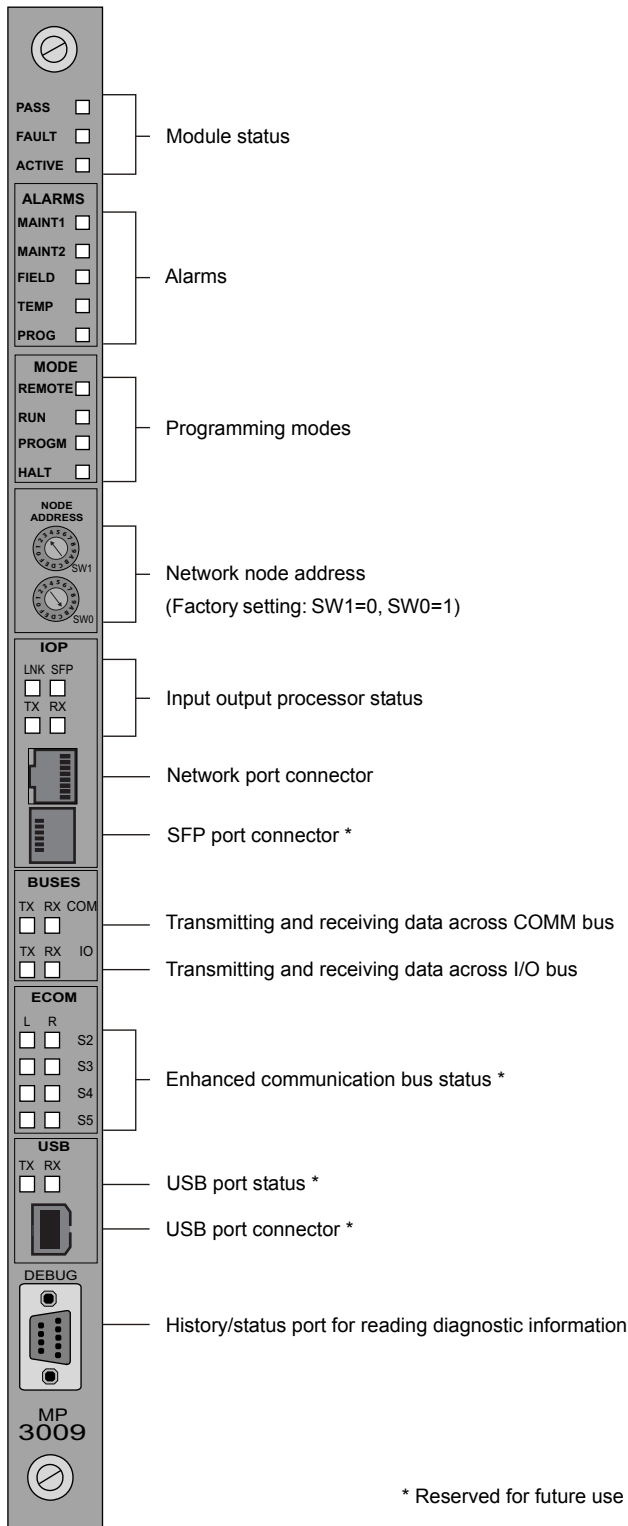 PASS
FAULT
ACTIVE
Module status
ALARMS
MAINT1
MAINT2
FIELD
TEMP
PROG
Alarms
MODE
REMOTE
RUN
PROGM
HALT
Programming modes
NODE
ADDRESS
SW1
SW0
Network node address
(Factory setting: SW1=0, SW0=1)
IOP
LNK SFP
TX RX
Input output processor status
Network port connector
SFP port connector *
BUSES
TX RX COM
Transmitting and receiving data across COMM bus
TX RX IO
Transmitting and receiving data across I/O bus
ECOM
L R
S2
S3
S4
S5
Enhanced communication bus status *
USB
TX RX
USB port status *
USB port connector *
DEBUG
History/status port for reading diagnostic information
MP
3009
* Reserved for future use